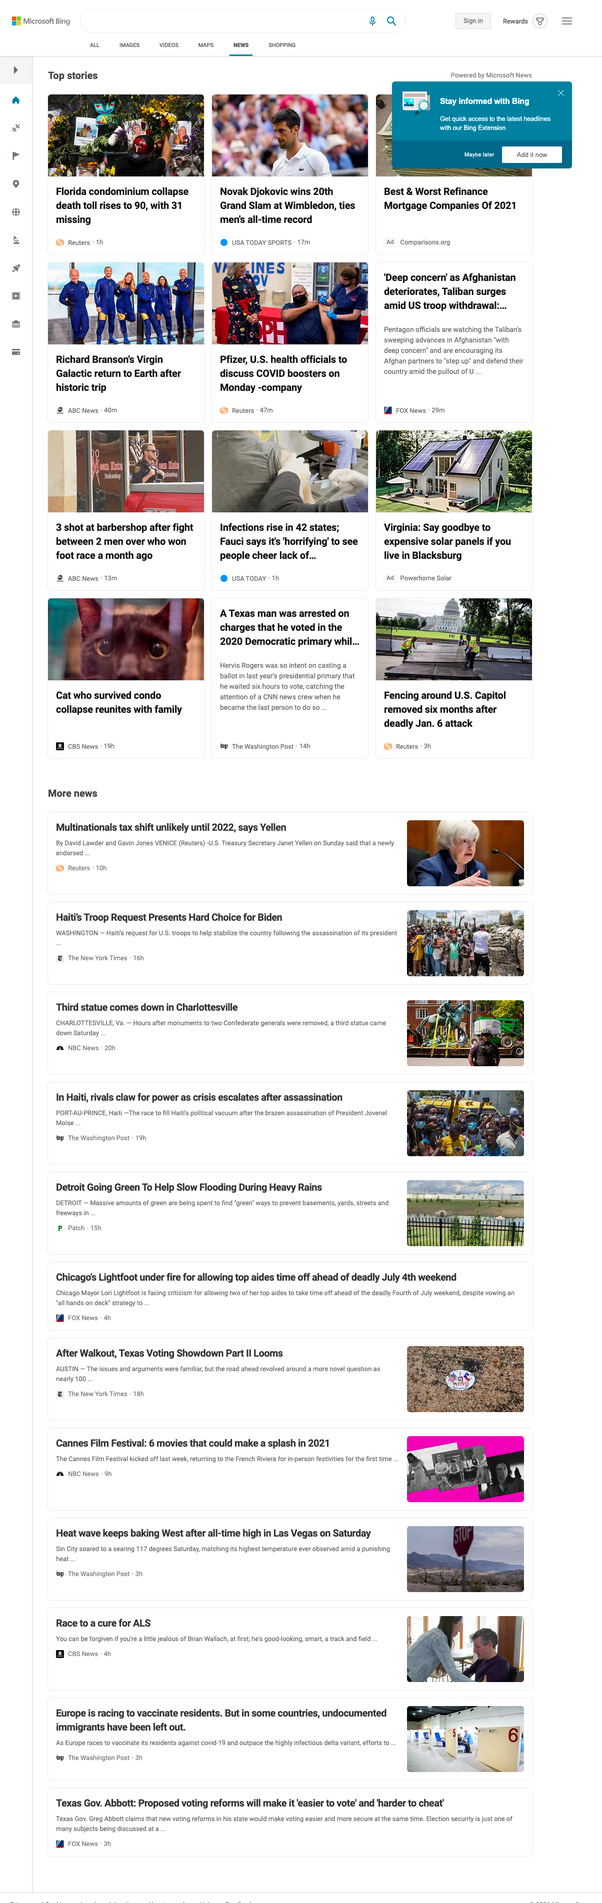 Microsoft Bing
Sign in
Rewards
ALL
IMAGES
VIDEOS
MAPS
NEWS
SHOPPING
Top stories
Powered by Microsoft News
Stay informed with Bing
Get quick access to the latest headlines
with our Bing Extension
Maybe later
Add it now
Florida condominium collapse
death toll rises to 90, with 31
missing
Reuters · 1h
Novak Djokovic wins 20th
Grand Slam at Wimbledon, ties
men's all-time record
USA TODAY SPORTS · 17m
Best & Worst Refinance
Mortgage Companies Of 2021
Ad Comparisons.org
Richard Branson's Virgin
Galactic return to Earth after
historic trip
ABC News · 40m
Pfizer, U.S. health officials to
discuss COVID boosters on
Monday -company
Reuters · 47m
'Deep concern' as Afghanistan
deteriorates, Taliban surges
amid US troop withdrawal:...
Pentagon officials are watching the Taliban's
sweeping advances in Afghanistan "with
deep concern" and are encouraging its
Afghan partners to "step up" and defend their
country amid the pullout of U ...
FOX News · 29m
3 shot at barbershop after fight
between 2 men over who won
foot race a month ago
ABC News · 13m
Infections rise in 42 states;
Fauci says it's 'horrifying' to see
people cheer lack of...
USA TODAY · 1h
Virginia: Say goodbye to
expensive solar panels if you
live in Blacksburg
Ad Powerhome Solar
Cat who survived condo
collapse reunites with family
CBS News · 19h
A Texas man was arrested on
charges that he voted in the
2020 Democratic primary whil...
Hervis Rogers was so intent on casting a
ballot in last year's presidential primary that
he waited six hours to vote, catching the
attention of a CNN news crew when he
became the last person to do so ...
The Washington Post · 14h
Fencing around U.S. Capitol
removed six months after
deadly Jan. 6 attack
Reuters · 3h
More news
Multinationals tax shift unlikely until 2022, says Yellen
By David Lawder and Gavin Jones VENICE (Reuters) -U.S. Treasury Secretary Janet Yellen on Sunday said that a newly
endorsed ...
Reuters · 10h
Haiti's Troop Request Presents Hard Choice for Biden
WASHINGTON — Haiti's request for U.S. troops to help stabilize the country following the assassination of its president
...
The New York Times · 16h
Third statue comes down in Charlottesville
CHARLOTTESVILLE, Va. — Hours after monuments to two Confederate generals were removed, a third statue came
down Saturday ...
NBC News · 20h
In Haiti, rivals claw for power as crisis escalates after assassination
PORT-AU-PRINCE, Haiti —The race to fill Haiti's political vacuum after the brazen assassination of President Jovenel
Moïse ...
The Washington Post · 19h
Detroit Going Green To Help Slow Flooding During Heavy Rains
DETROIT — Massive amounts of green are being spent to find "green" ways to prevent basements, yards, streets and
freeways in ...
Patch · 15h
Chicago's Lightfoot under fire for allowing top aides time off ahead of deadly July 4th weekend
Chicago Mayor Lori Lightfoot is facing criticism for allowing two of her top aides to take time off ahead of the deadly Fourth of July weekend, despite vowing an
"all hands on deck" strategy to ...
FOX News · 4h
After Walkout, Texas Voting Showdown Part II Looms
AUSTIN — The issues and arguments were familiar, but the road ahead revolved around a more novel question as
nearly 100 ...
The New York Times · 18h
Cannes Film Festival: 6 movies that could make a splash in 2021
The Cannes Film Festival kicked off last week, returning to the French Riviera for in-person festivities for the first time ...
NBC News · 9h
Heat wave keeps baking West after all-time high in Las Vegas on Saturday
Sin City soared to a searing 117 degrees Saturday, matching its highest temperature ever observed amid a punishing
heat ...
The Washington Post · 3h
STOP
Race to a cure for ALS
You can be forgiven if you're a little jealous of Brian Wallach, at first; he's good-looking, smart, a track and field ...
CBS News · 4h
Europe is racing to vaccinate residents. But in some countries, undocumented
immigrants have been left out.
As Europe races to vaccinate its residents against covid-19 and outpace the highly infectious delta variant, efforts to ...
The Washington Post · 3h
6
Texas Gov. Abbott: Proposed voting reforms will make it 'easier to vote' and 'harder to cheat'
Texas Gov. Greg Abbott claims that new voting reforms in his state would make voting easier and more secure at the same time. Election security is just one of
many subjects being discussed at a ...
FOX News · 3h